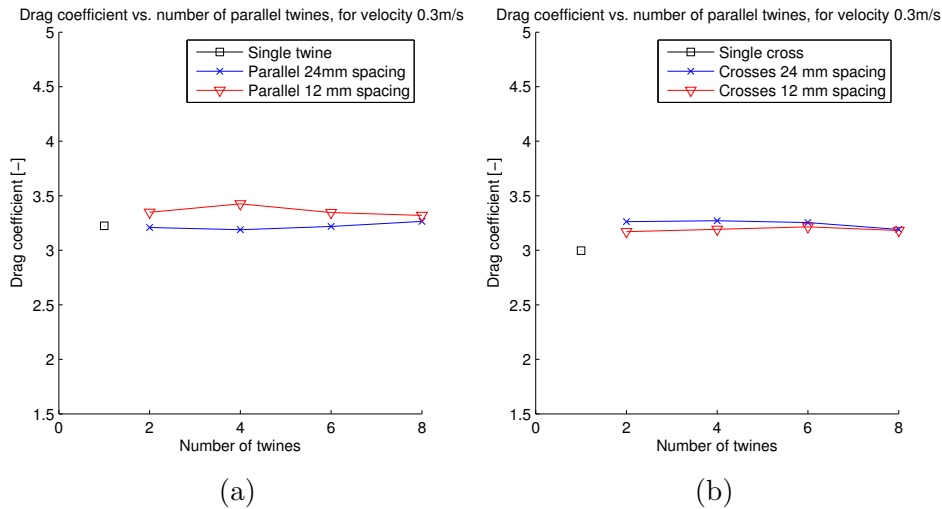 Drag coefficient vs. number of parallel twines, for velocity 0.3m/s
5
4.5
4
3.5
3
2.5
2
1.5
0
2
4
6
8
Drag coefficient [−]
Number of twines
Single twine
Parallel 24mm spacing
Parallel 12 mm spacing
(a)
Drag coefficient vs. number of parallel twines, for velocity 0.3m/s
5
4.5
4
3.5
3
2.5
2
1.5
0
2
4
6
8
Drag coefficient [−]
Number of twines
Single cross
Crosses 24 mm spacing
Crosses 12 mm spacing
(b)